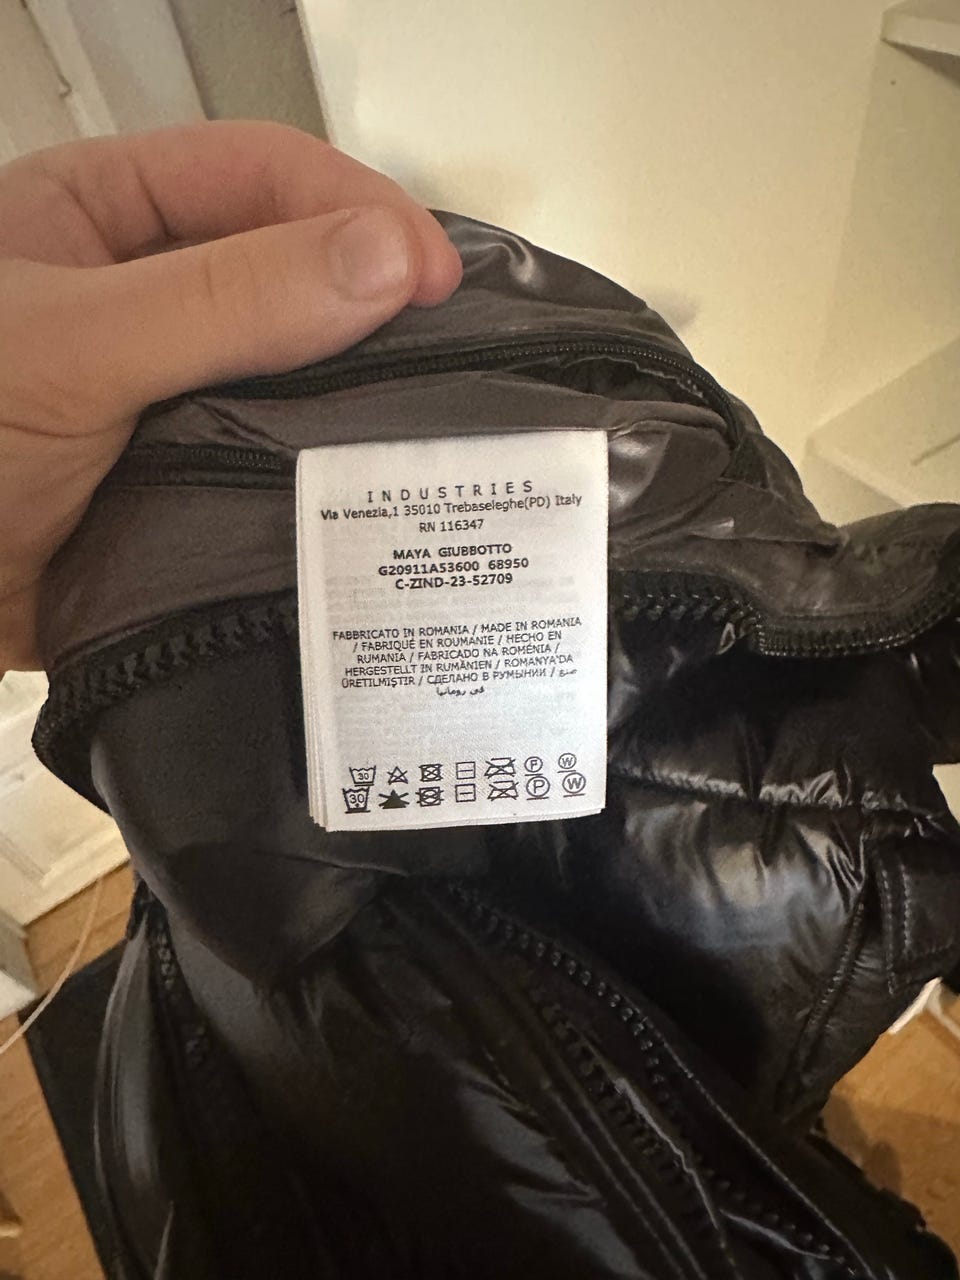 INDUSTRIES
Via Venezia,1 35010 Trebaseleghe(PD) Italy
RN 116347
MAYA GIUBBOTTO
G20911A53600 68950
C-ZIND-23-52709
FABBRICATO IN ROMANIA / MADE IN ROMANIA
/ FABRIQUÉ EN ROUMANIE / HECHO EN
RUMANIA / FABRICADO NA ROMÉNIA /
HERGESTELLT IN RUMÄNIEN / ROMANYA'DA
ÜRETILMIŞTIR / СДЕЛАНО В РУМЫНИИ / صنع
في رومانيا
30 F W
30 P W